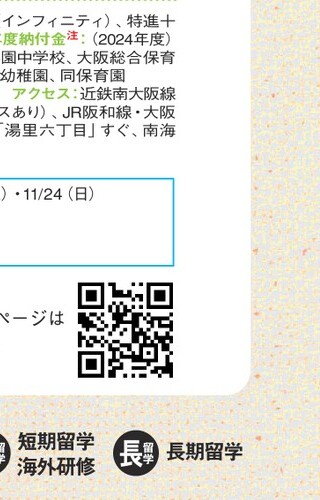 インフィニティ）、特進十
度納付金注：（2024年度）
園中学校、大阪総合保育
幼稚園、同保育園
アクセス：近鉄南大阪線
スあり）、JR阪和線・大阪
「湯里六丁目」すぐ、南海
）・11/24（日）
ページは
学 短期留学
海外研修
長 留学 長期留学